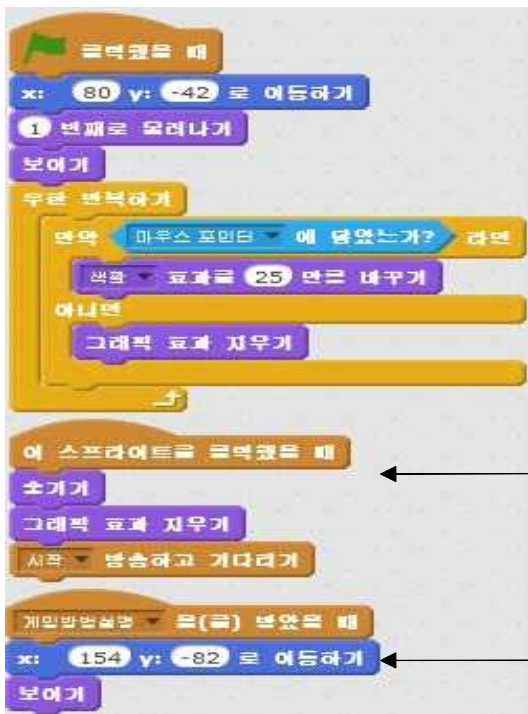 클릭했을 때
x: 80 y: -42 로 이동하기
1 번째로 물러나기
보이기
무한 반복하기
만약 마우스 포인터 에 닿았는가? 라면
색깔 효과를 25 만큼 바꾸기
아니면
그래픽 효과 지우기
이 스프라이트를 클릭했을 때
숨기기
그래픽 효과 지우기
시작 방송하고 기다리기
게임방법설명 을(를) 받았을 때
x: 154 y: -82 로 이동하기
보이기